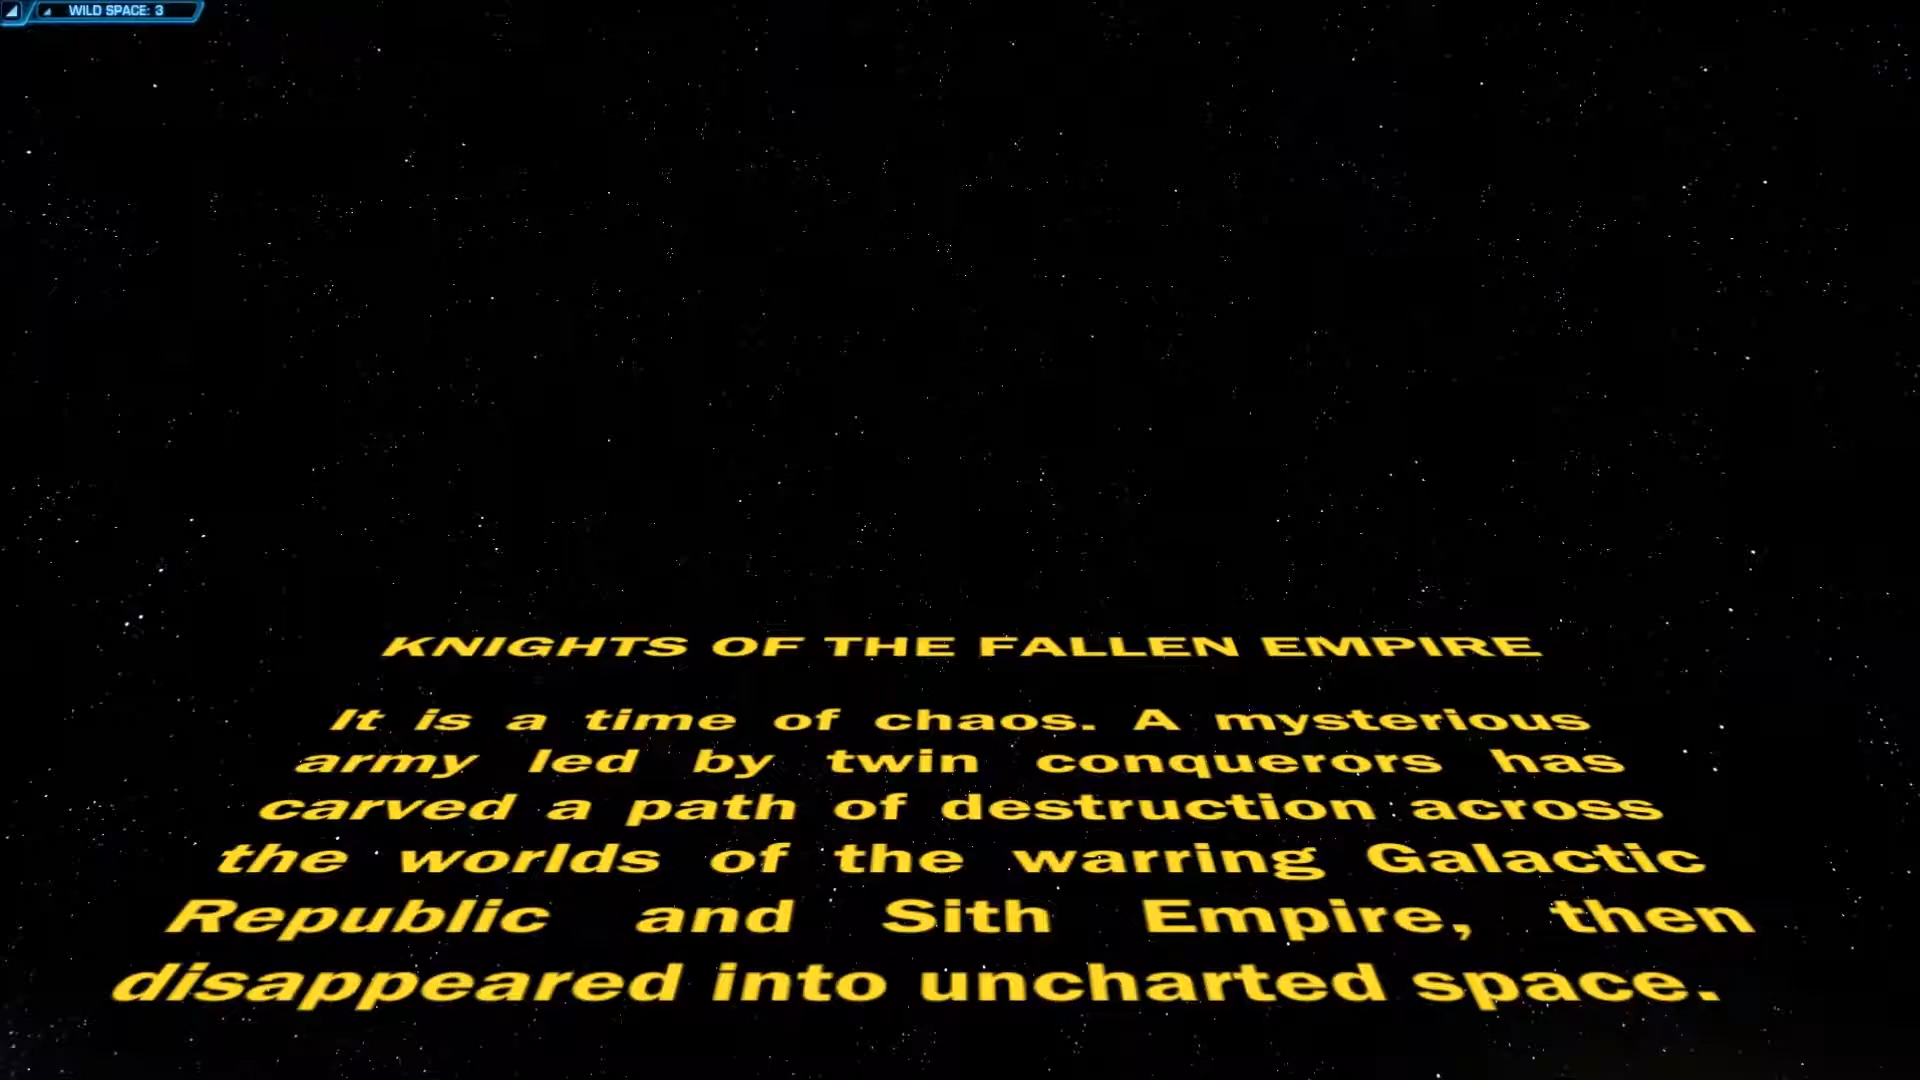 WILD SPACE: 3
KNIGHTS OF THE FALLEN EMPIRE
It is a time of chaos. A mysterious
army led by twin conquerors has
carved a path of destruction across
the worlds of the warring Galactic
Republic and Sith Empire, then
disappeared into uncharted space.